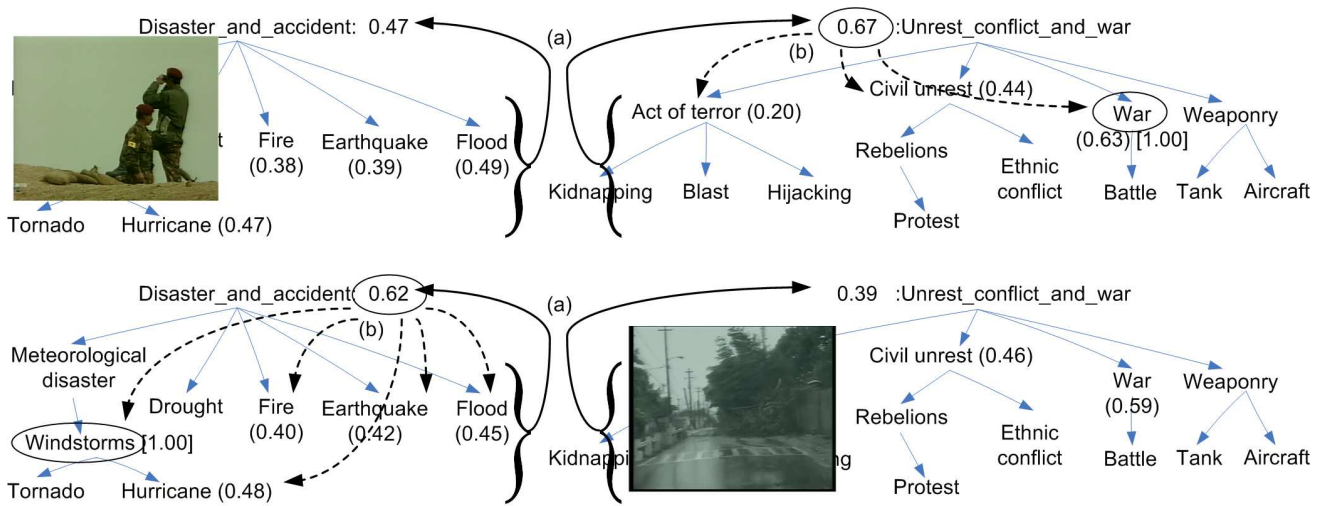 Disaster_and_accident: 0.47
(a)
0.67 :Unrest_conflict_and_war
(b)
Civil unrest (0.44)
Act of terror (0.20)
War
(0.63) [1.00]
Weaponry
t
Fire
(0.38)
Earthquake
(0.39)
Flood
(0.49)
Rebelions
Ethnic
conflict
Kidnapping
Blast
Hijacking
Battle
Tank
Aircraft
Protest
Tornado
Hurricane (0.47)
Disaster_and_accident: 0.62
(a)
0.39 :Unrest_conflict_and_war
(b)
Meteorological
disaster
Civil unrest (0.46)
War
(0.59)
Weaponry
Drought
Fire
(0.40)
Earthquake
(0.42)
Flood
(0.45)
Rebelions
Ethnic
conflict
Windstorms [1.00]
Kidnappi
ng
Battle
Tank
Aircraft
Tornado
Hurricane (0.48)
Protest